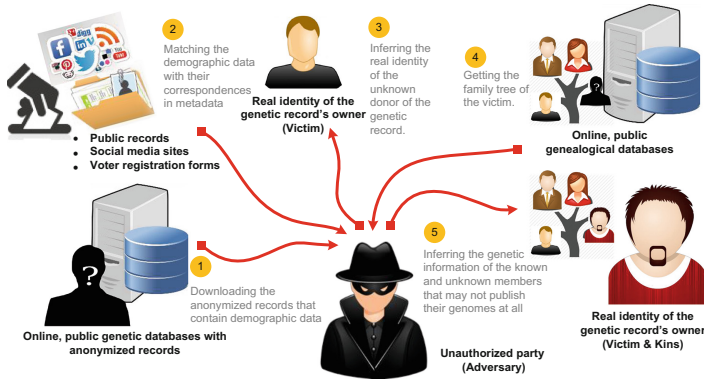 2
Matching the
demographic data
with their
correspondences
in metadata
• Public records
• Social media sites
• Voter registration forms
3
Inferring the
real identity
of the
unknown
donor of the
genetic
record.
Real identity of the
genetic record's owner
(Victim)
4
Getting the
family tree of
the victim.
Online, public
genealogical databases
?
1
Downloading the
anonymized records that
contain demographic data
Online, public genetic databases with
anonymized records
5
Inferring the genetic
information of the known
and unknown members
that may not publish
their genomes at all
Unauthorized party
(Adversary)
Real identity of the
genetic record's owner
(Victim & Kins)